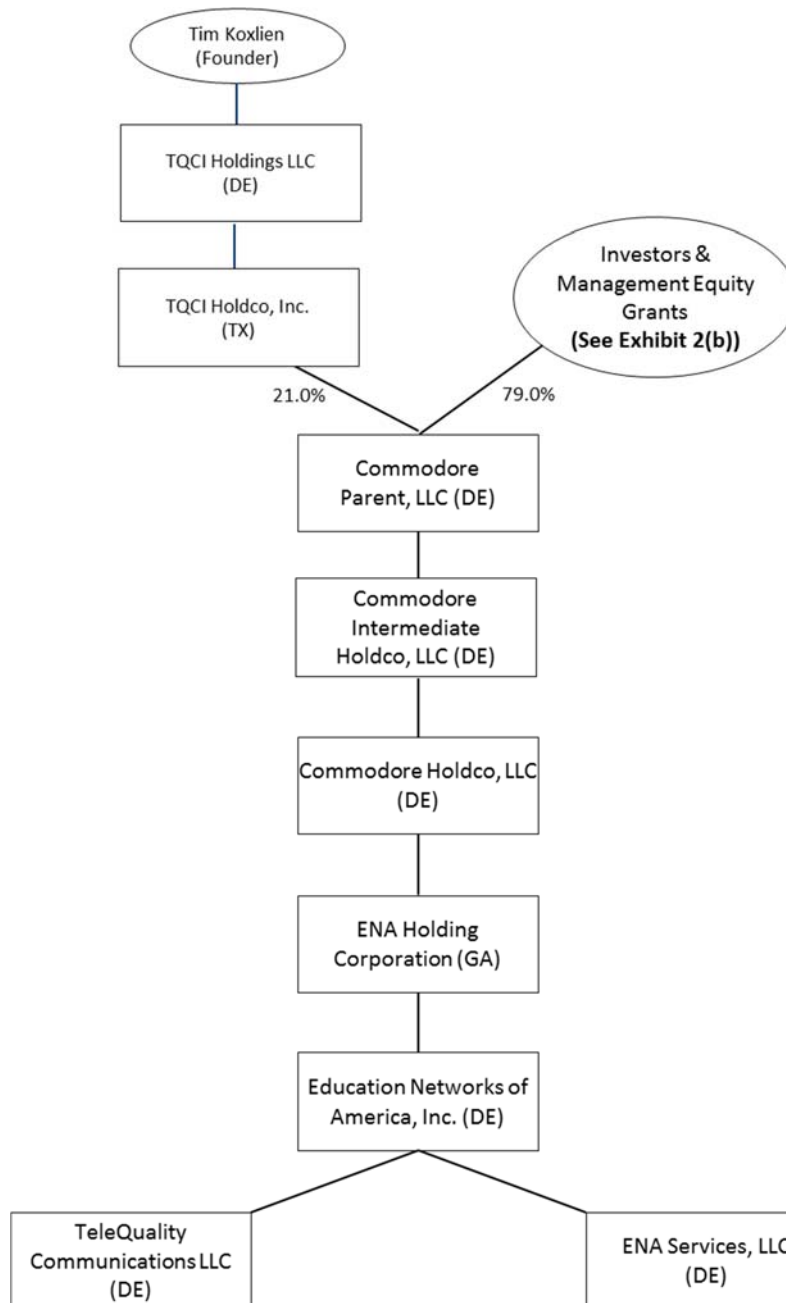 Tim Koxlien
(Founder)
TQCI Holdings LLC
(DE)
TQCI Holdco, Inc.
(TX)
Investors &
Management Equity
Grants
(See Exhibit 2(b))
21.0%
79.0%
Commodore
Parent, LLC (DE)
Commodore
Intermediate
Holdco, LLC (DE)
Commodore Holdco, LLC
(DE)
ENA Holding
Corporation (GA)
Education Networks of
America, Inc. (DE)
TeleQuality
Communications LLC
(DE)
ENA Services, LLC
(DE)